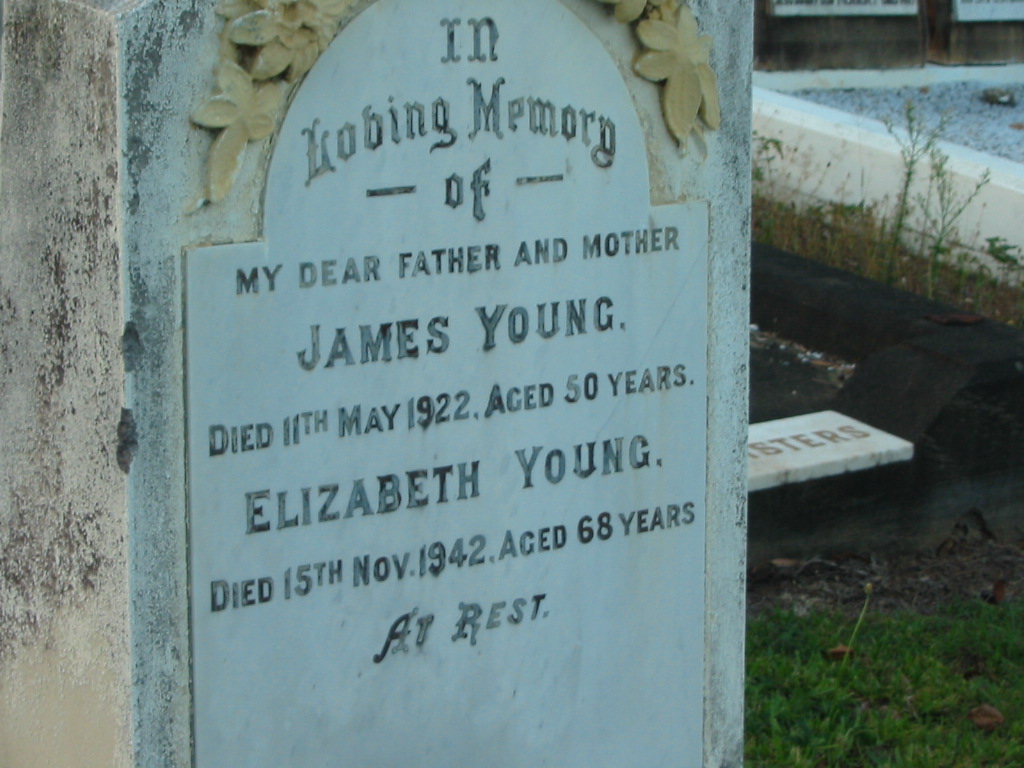 In
Loving Memory
— of —
MY DEAR FATHER AND MOTHER
JAMES YOUNG.
DIED 11TH MAY 1922. AGED 50 YEARS.
ELIZABETH YOUNG.
DIED 15TH NOV. 1942. AGED 68 YEARS
AT REST.